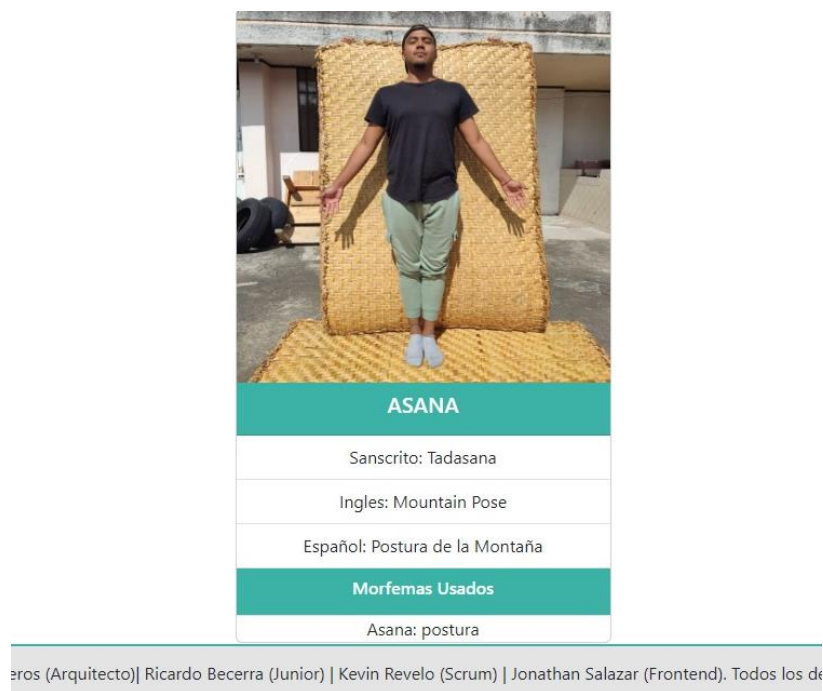 ASANA
Sanscrito: Tadasana
Ingles: Mountain Pose
Español: Postura de la Montaña
Morfemas Usados
Asana: postura
(Arquitecto)| Ricardo Becerra (Junior) | Kevin Revelo (Scrum) | Jonathan Salazar (Frontend). Todos los